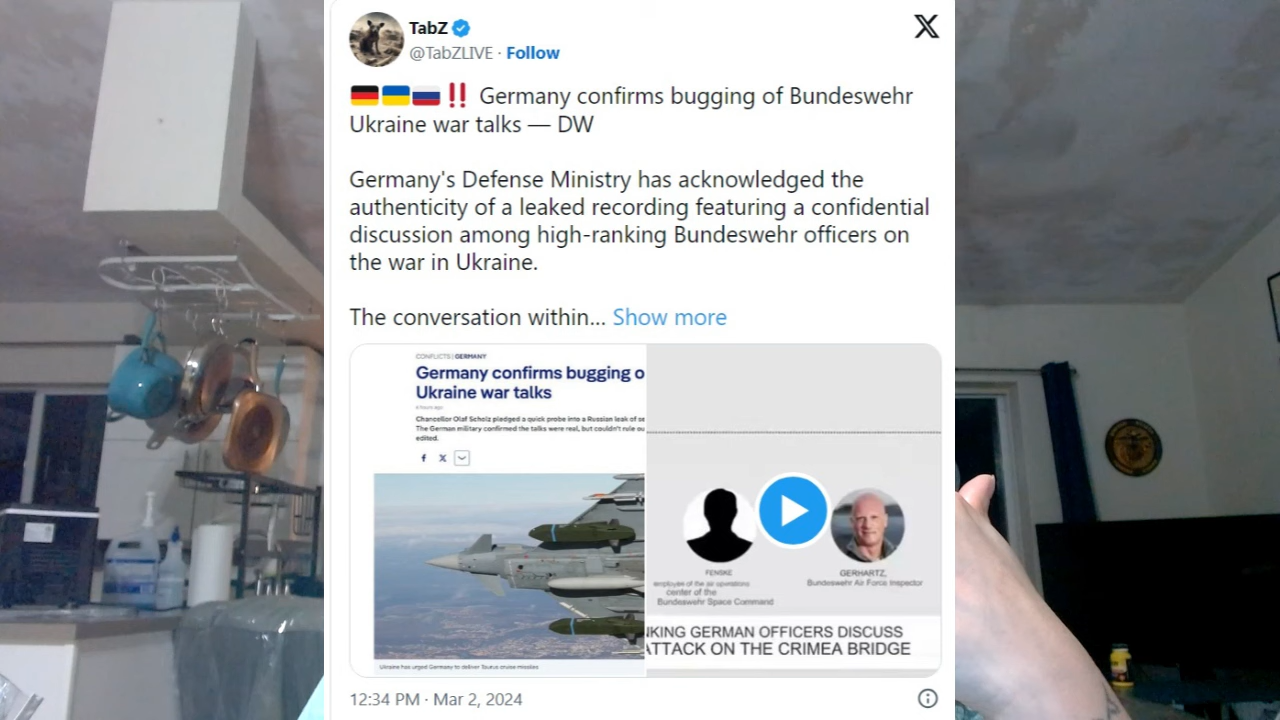 TabZ
@TabZLIVE · Follow
🇩🇪🇺🇦🇷🇺‼️ Germany confirms bugging of Bundeswehr
Ukraine war talks — DW
Germany's Defense Ministry has acknowledged the
authenticity of a leaked recording featuring a confidential
discussion among high-ranking Bundeswehr officers on
the war in Ukraine.
The conversation within... Show more
CONFLICTS | GERMANY
Germany confirms bugging o
Ukraine war talks
Chancellor Olaf Scholz pledged a quick probe into a Russian leak of se
The German military confirmed the talks were real, but couldn't rule ou
edited.
Ukraine has urged Germany to deliver Taurus cruise missiles
FENSKE
employee of the air operations
center of the
Bundeswehr Space Command
GERHARTZ,
Bundeswehr Air Force Inspector
NKING GERMAN OFFICERS DISCUSS
ATTACK ON THE CRIMEA BRIDGE
12:34 PM · Mar 2, 2024